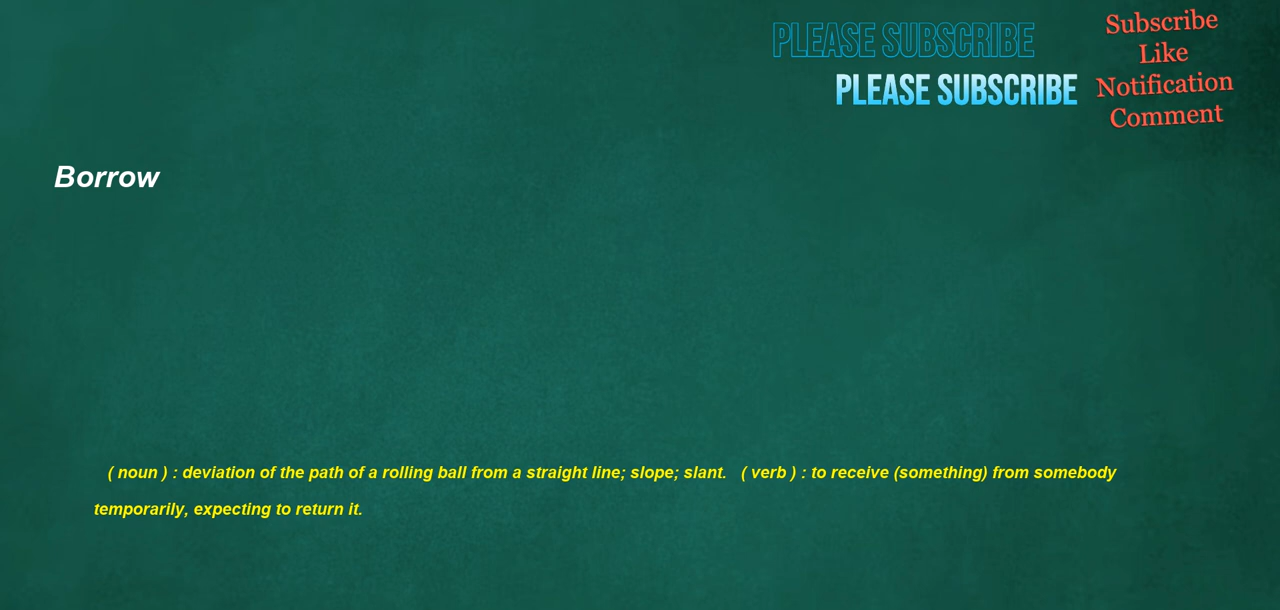 PLEASE SUBSCRIBE
PLEASE SUBSCRIBE
Subscribe
Like
Notification
Comment
Borrow
( noun ) : deviation of the path of a rolling ball from a straight line; slope; slant. ( verb ) : to receive (something) from somebody
temporarily, expecting to return it.